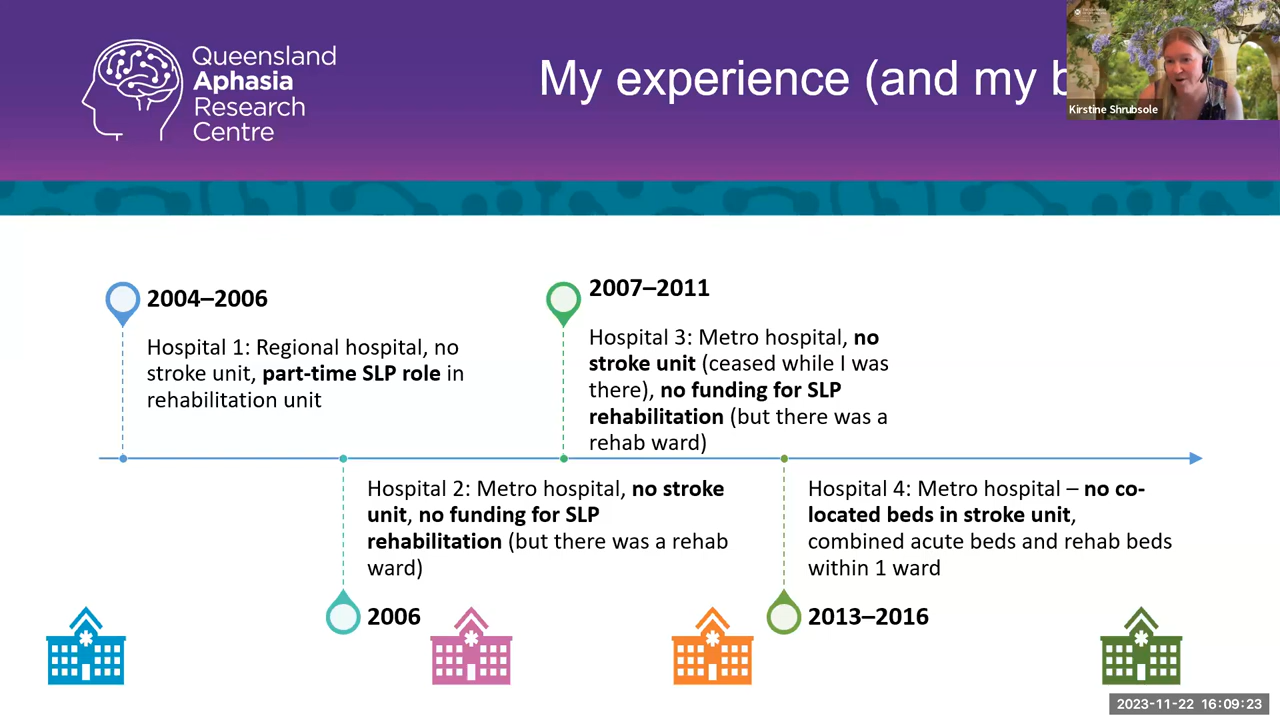 Queensland
Aphasia
Research
Centre
My experience (and my
Kirstine Shrubsole
2004–2006
Hospital 1: Regional hospital, no
stroke unit, part-time SLP role in
rehabilitation unit
2007–2011
Hospital 3: Metro hospital, no
stroke unit (ceased while I was
there), no funding for SLP
rehabilitation (but there was a
rehab ward)
Hospital 2: Metro hospital, no stroke
unit, no funding for SLP
rehabilitation (but there was a rehab
ward)
2006
Hospital 4: Metro hospital – no co-
located beds in stroke unit,
combined acute beds and rehab beds
within 1 ward
2013–2016
2023-11-22 16:09:23